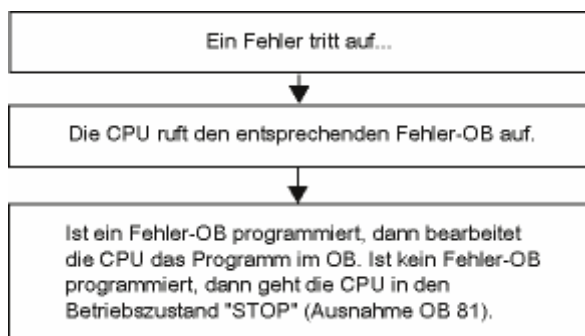 Ein Fehler tritt auf...
Die CPU ruft den entsprechenden Fehler-OB auf.
Ist ein Fehler-OB programmiert, dann bearbeitet
die CPU das Programm im OB. Ist kein Fehler-OB
programmiert, dann geht die CPU in den
Betriebszustand "STOP" (Ausnahme OB 81).